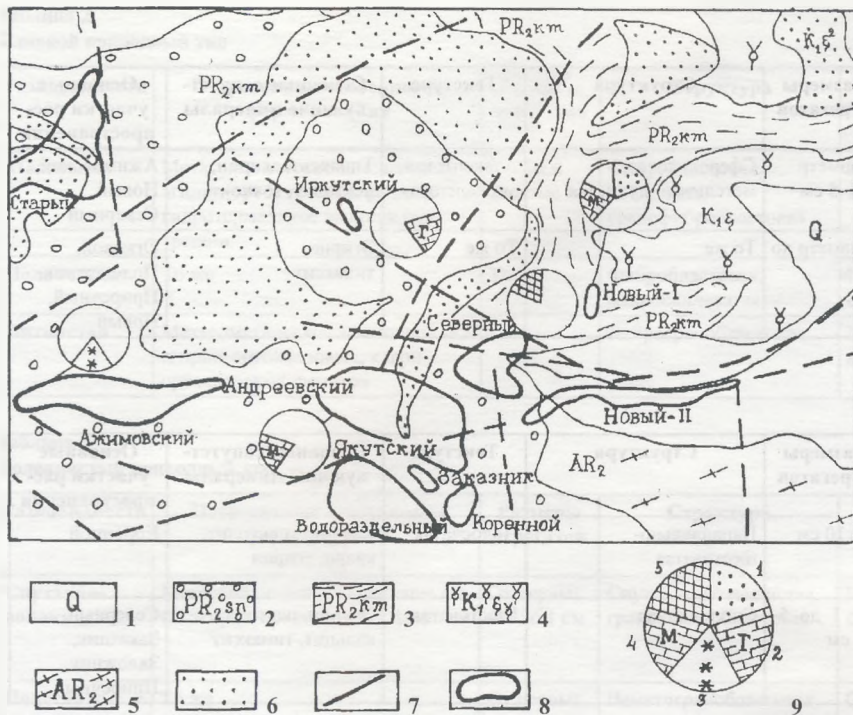 PR₂km
K₁ξ²
PR₂km
PR₂km
Иркутский
Старый
М
Г
K₁ξ
Q
Новый-I
Северный
PR₂km
Андреевский
Новый-II
Ажимовский
Якутский
AR₂
Заказник
Водораздельный
Коренной
Q 1
PR₂sn 2
PR₂km 3
K₁ξγ 4
AR₂ 5
6
7
8
5 1
4 М Г 2
3
9